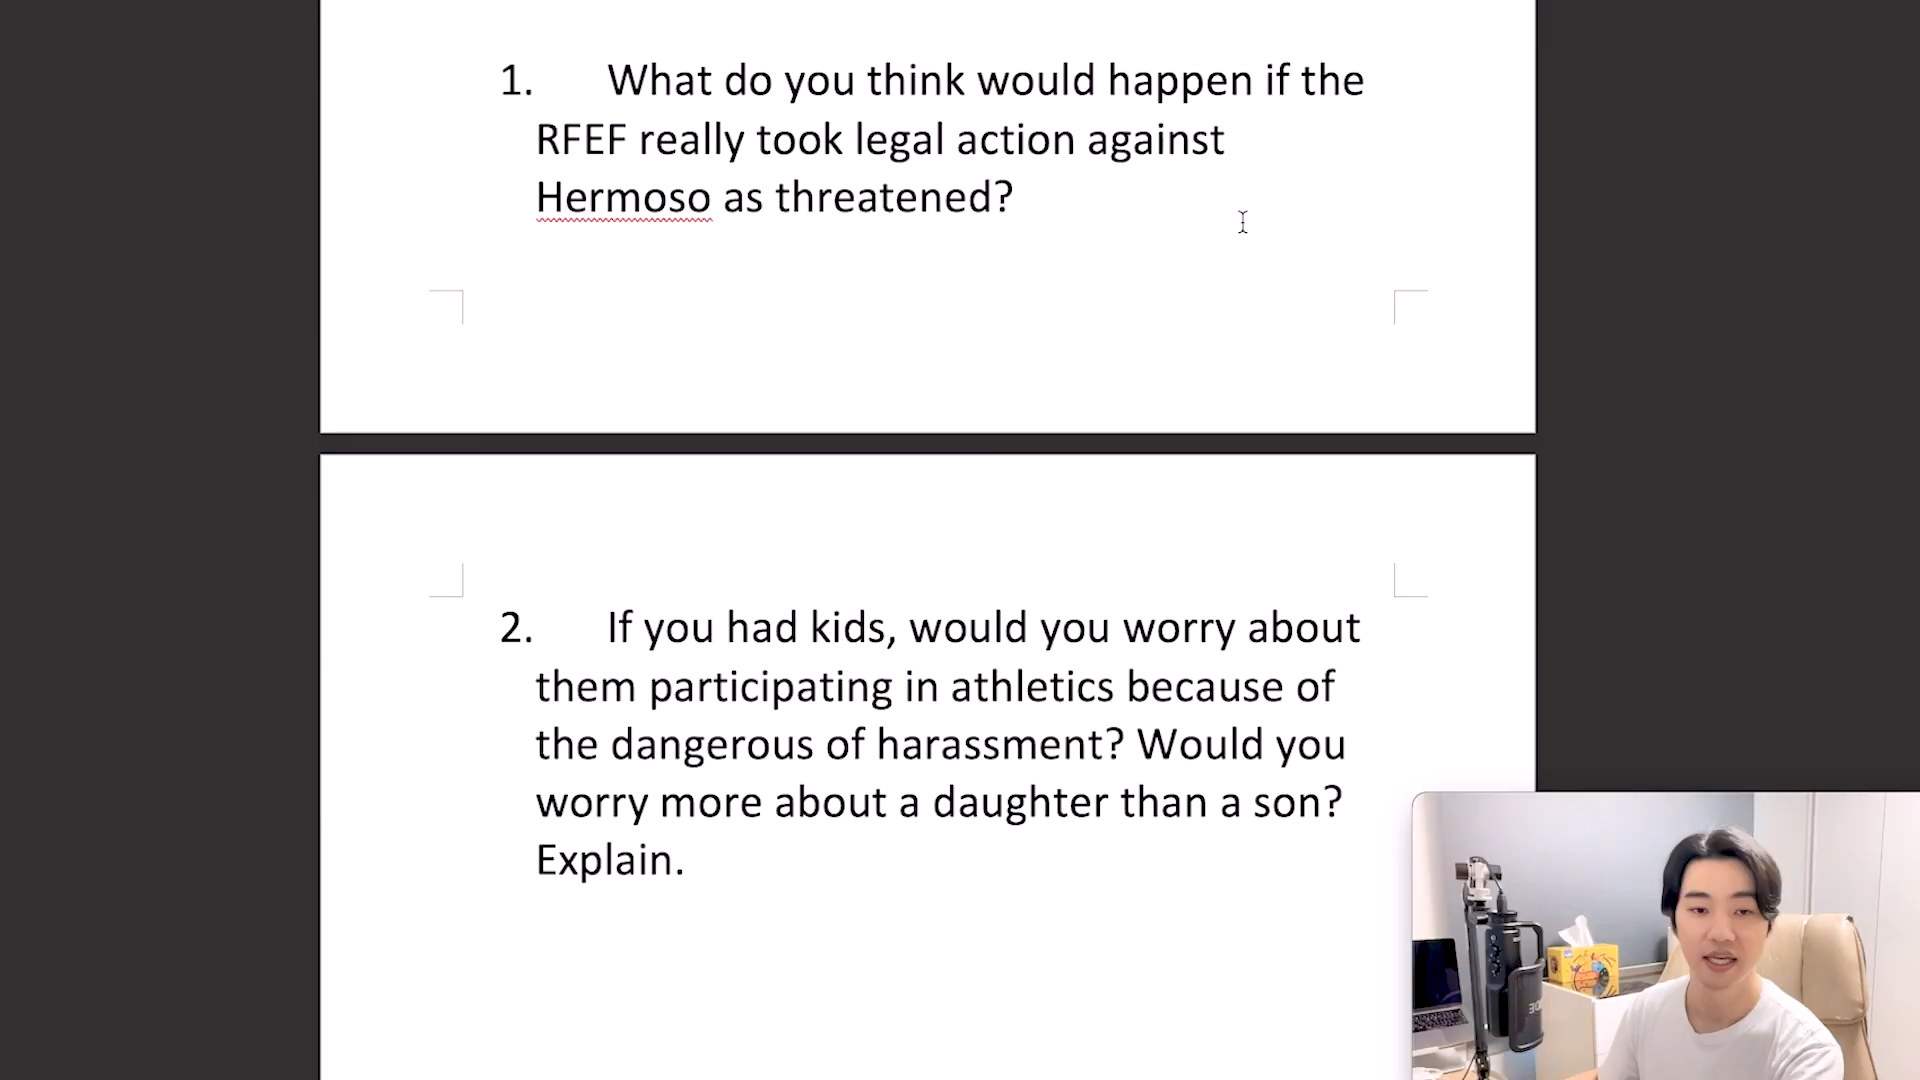 1. What do you think would happen if the
RFEF really took legal action against
Hermoso as threatened?
2. If you had kids, would you worry about
them participating in athletics because of
the dangerous of harassment? Would you
worry more about a daughter than a son?
Explain.